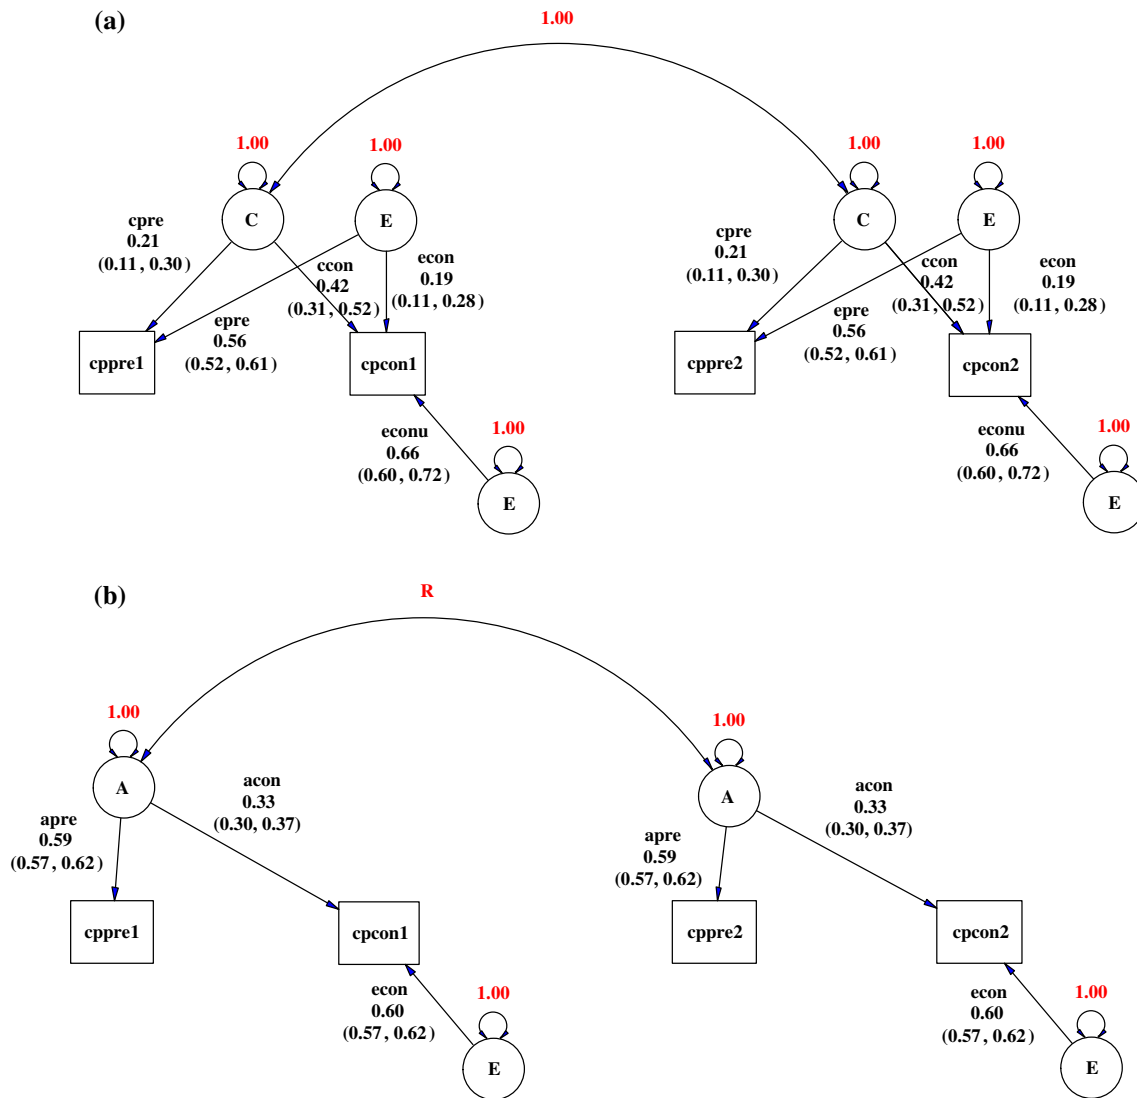 (a)
1.00
1.00
1.00
1.00
1.00
C
E
C
E
cpre
0.21
(0.11, 0.30)
ccon
0.42
(0.31, 0.52)
econ
0.19
(0.11, 0.28)
cpre
0.21
(0.11, 0.30)
ccon
0.42
(0.31, 0.52)
econ
0.19
(0.11, 0.28)
epre
0.56
(0.52, 0.61)
epre
0.56
(0.52, 0.61)
cppre1
cpcon1
cppre2
cpcon2
econu
0.66
(0.60, 0.72)
1.00
E
econu
0.66
(0.60, 0.72)
1.00
E
(b)
R
1.00
1.00
A
A
apre
0.59
(0.57, 0.62)
acon
0.33
(0.30, 0.37)
apre
0.59
(0.57, 0.62)
acon
0.33
(0.30, 0.37)
cppre1
cpcon1
cppre2
cpcon2
econ
0.60
(0.57, 0.62)
1.00
E
econ
0.60
(0.57, 0.62)
1.00
E